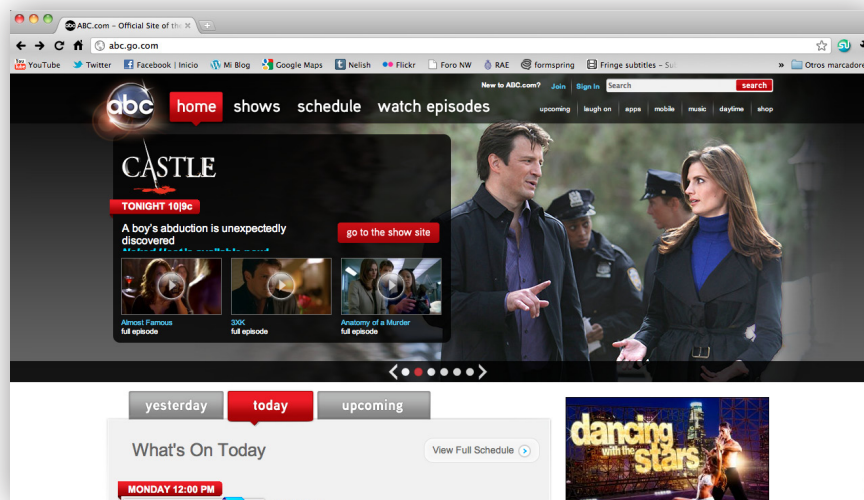 ABC.com – Official Site of the
abc.go.com
YouTube Twitter Facebook | Inicio Mi Blog Google Maps Nelish Flickr Foro NW RAE formspring Fringe subtitles – Su » Otros marcadore
New to ABC.com? Join Sign In Search search
abc home shows schedule watch episodes
upcoming laugh on apps mobile music daytime shop
CASTLE
TONIGHT 10|9c
A boy's abduction is unexpectedly
discovered
go to the show site
Almost Famous
full episode
3XK
full episode
Anatomy of a Murder
full episode
yesterday today upcoming
What's On Today
View Full Schedule
MONDAY 12:00 PM
dancing
with the
stars